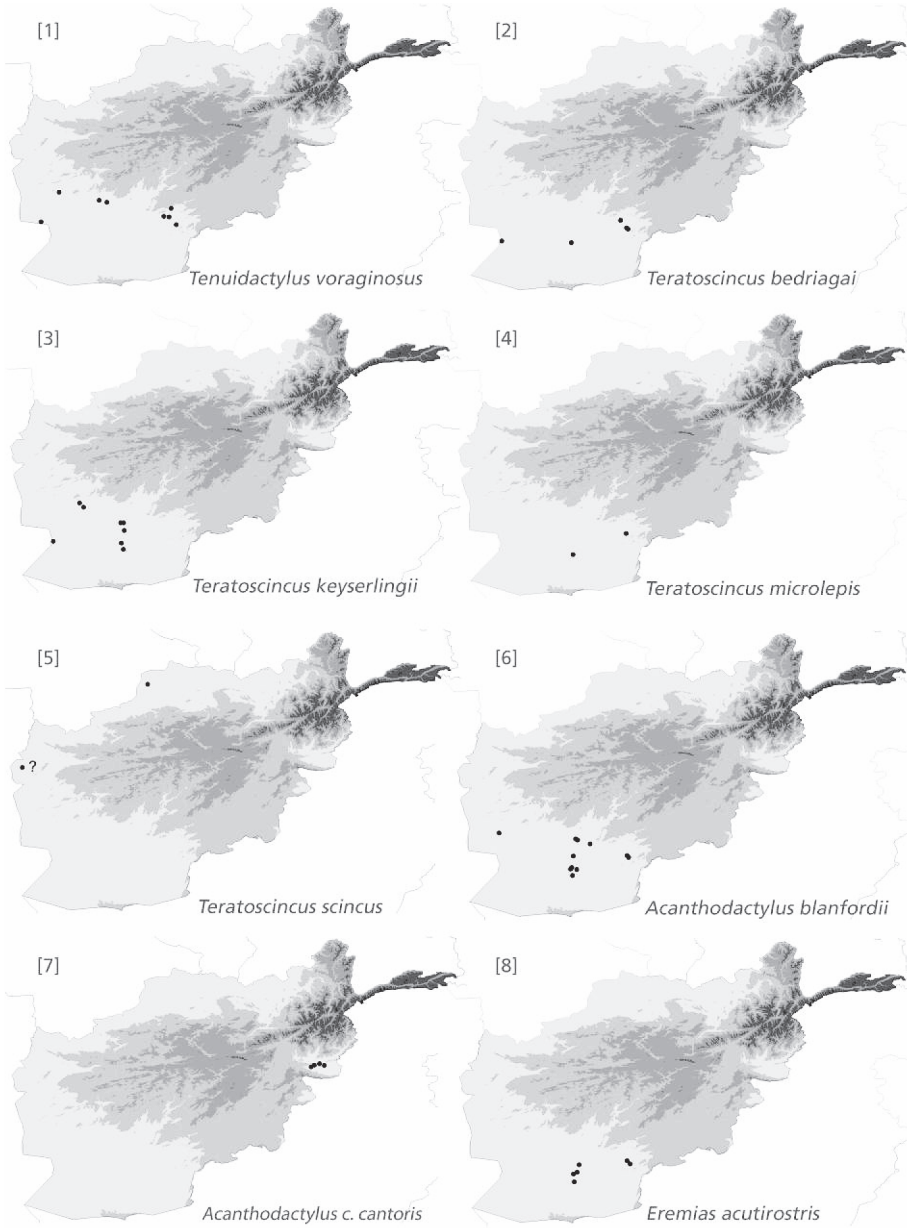 [1]
Tenuidactylus voraginosus
[2]
Teratoscincus bedriagai
[3]
Teratoscincus keyserlingii
[4]
Teratoscincus microlepis
[5]
?
Teratoscincus scincus
[6]
Acanthodactylus blanfordii
[7]
Acanthodactylus c. cantoris
[8]
Eremias acutirostris